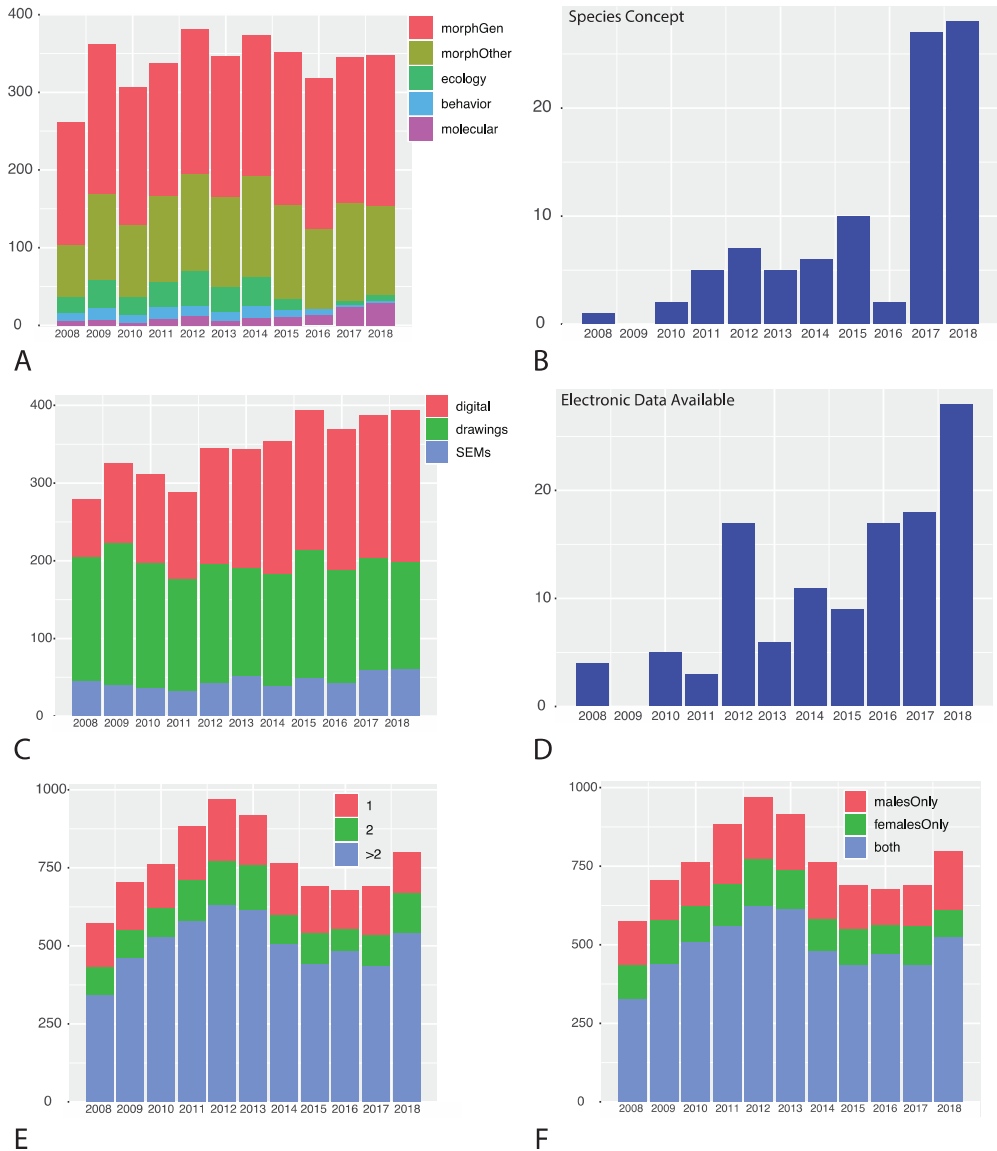 400
300
200
100
0
morphGen
morphOther
ecology
behavior
molecular
2008 2009 2010 2011 2012 2013 2014 2015 2016 2017 2018
A
Species Concept
20
10
0
2008 2009 2010 2011 2012 2013 2014 2015 2016 2017 2018
B
400
300
200
100
0
digital
drawings
SEMs
2008 2009 2010 2011 2012 2013 2014 2015 2016 2017 2018
C
Electronic Data Available
20
10
0
2008 2009 2010 2011 2012 2013 2014 2015 2016 2017 2018
D
1000
750
500
250
0
1
2
>2
2008 2009 2010 2011 2012 2013 2014 2015 2016 2017 2018
E
1000
750
500
250
0
malesOnly
femalesOnly
both
2008 2009 2010 2011 2012 2013 2014 2015 2016 2017 2018
F